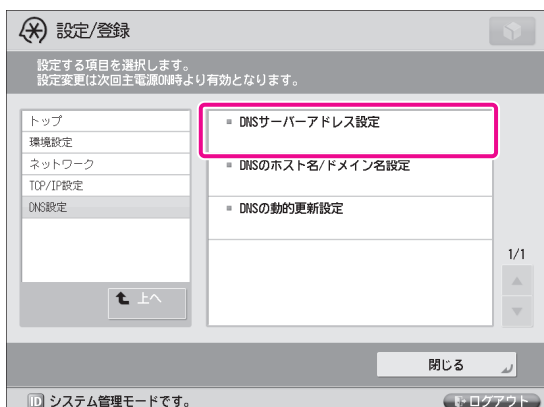 設定/登録
設定する項目を選択します。
設定変更は次回主電源ON時より有効となります。
トップ
環境設定
ネットワーク
TCP/IP設定
DNS設定
上へ
DNSサーバーアドレス設定
DNSのホスト名/ドメイン名設定
DNSの動的更新設定
1/1
閉じる
ID システム管理モードです。
ログアウト